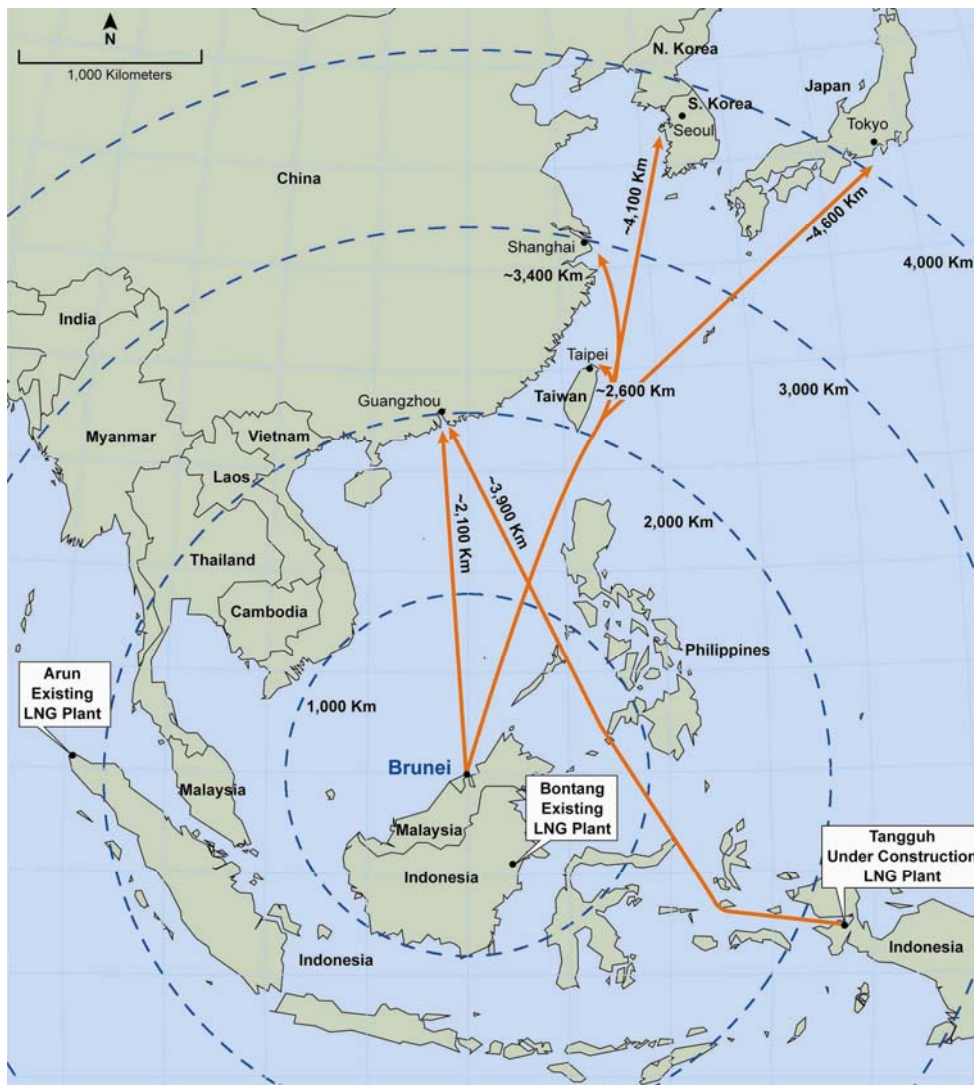 N
1,000 Kilometers
N. Korea
S. Korea
Seoul
Japan
Tokyo
China
~4,100 Km
~4,600 Km
Shanghai
~3,400 Km
4,000 Km
India
Taipei
Taiwan
~2,600 Km
3,000 Km
Guangzhou
Myanmar
Vietnam
Laos
~2,100 Km
~3,900 Km
2,000 Km
Thailand
Cambodia
Philippines
Arun
Existing
LNG Plant
1,000 Km
Brunei
Malaysia
Malaysia
Bontang
Existing
LNG Plant
Indonesia
Tangguh
Under Construction
LNG Plant
Indonesia
Indonesia